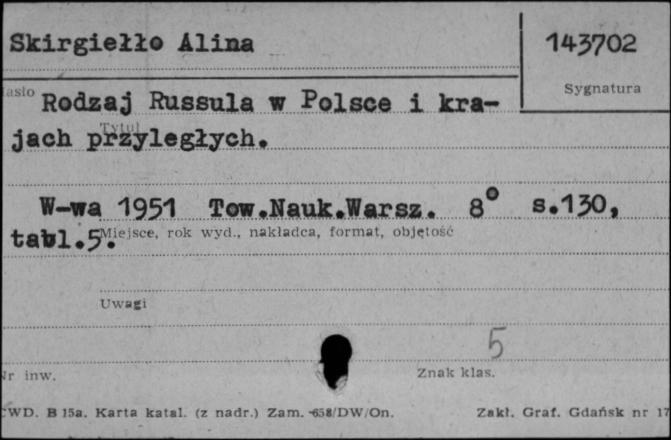 Skirgiełło Alina
143702
Hasło
Sygnatura
Rodzaj Russula w Polsce i kra-
jach przyległych.
Tytuł
W-wa 1951 Tow.Nauk.Warsz. 8° s.130,
tabl.5.
Miejsce, rok wyd., nakładca, format, objętość
Uwagi
5
Nr inw.
Znak klas.
CWD. B 15a. Karta katal. (z nadr.) Zam. -658/DW/On.
Zakł. Graf. Gdańsk nr 17